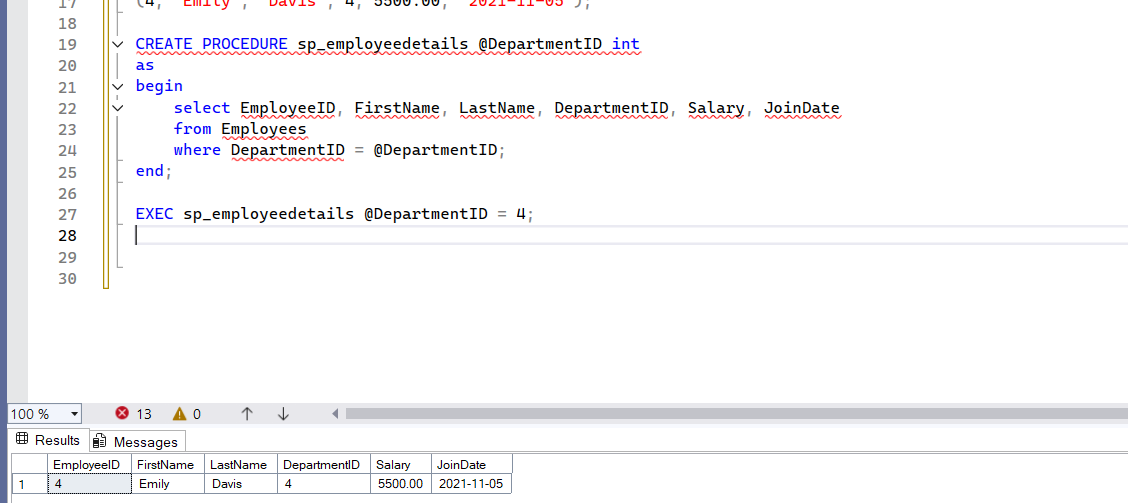 17 (4, 'Emily', 'Davis', 4, 5500.00, '2021-11-05');
18
19 CREATE PROCEDURE sp_employeedetails @DepartmentID int
20 as
21 begin
22 select EmployeeID, FirstName, LastName, DepartmentID, Salary, JoinDate
23 from Employees
24 where DepartmentID = @DepartmentID;
25 end;
26
27 EXEC sp_employeedetails @DepartmentID = 4;
28
29
30
100 % 13 0
Results Messages
EmployeeID FirstName LastName DepartmentID Salary JoinDate
1 4 Emily Davis 4 5500.00 2021-11-05